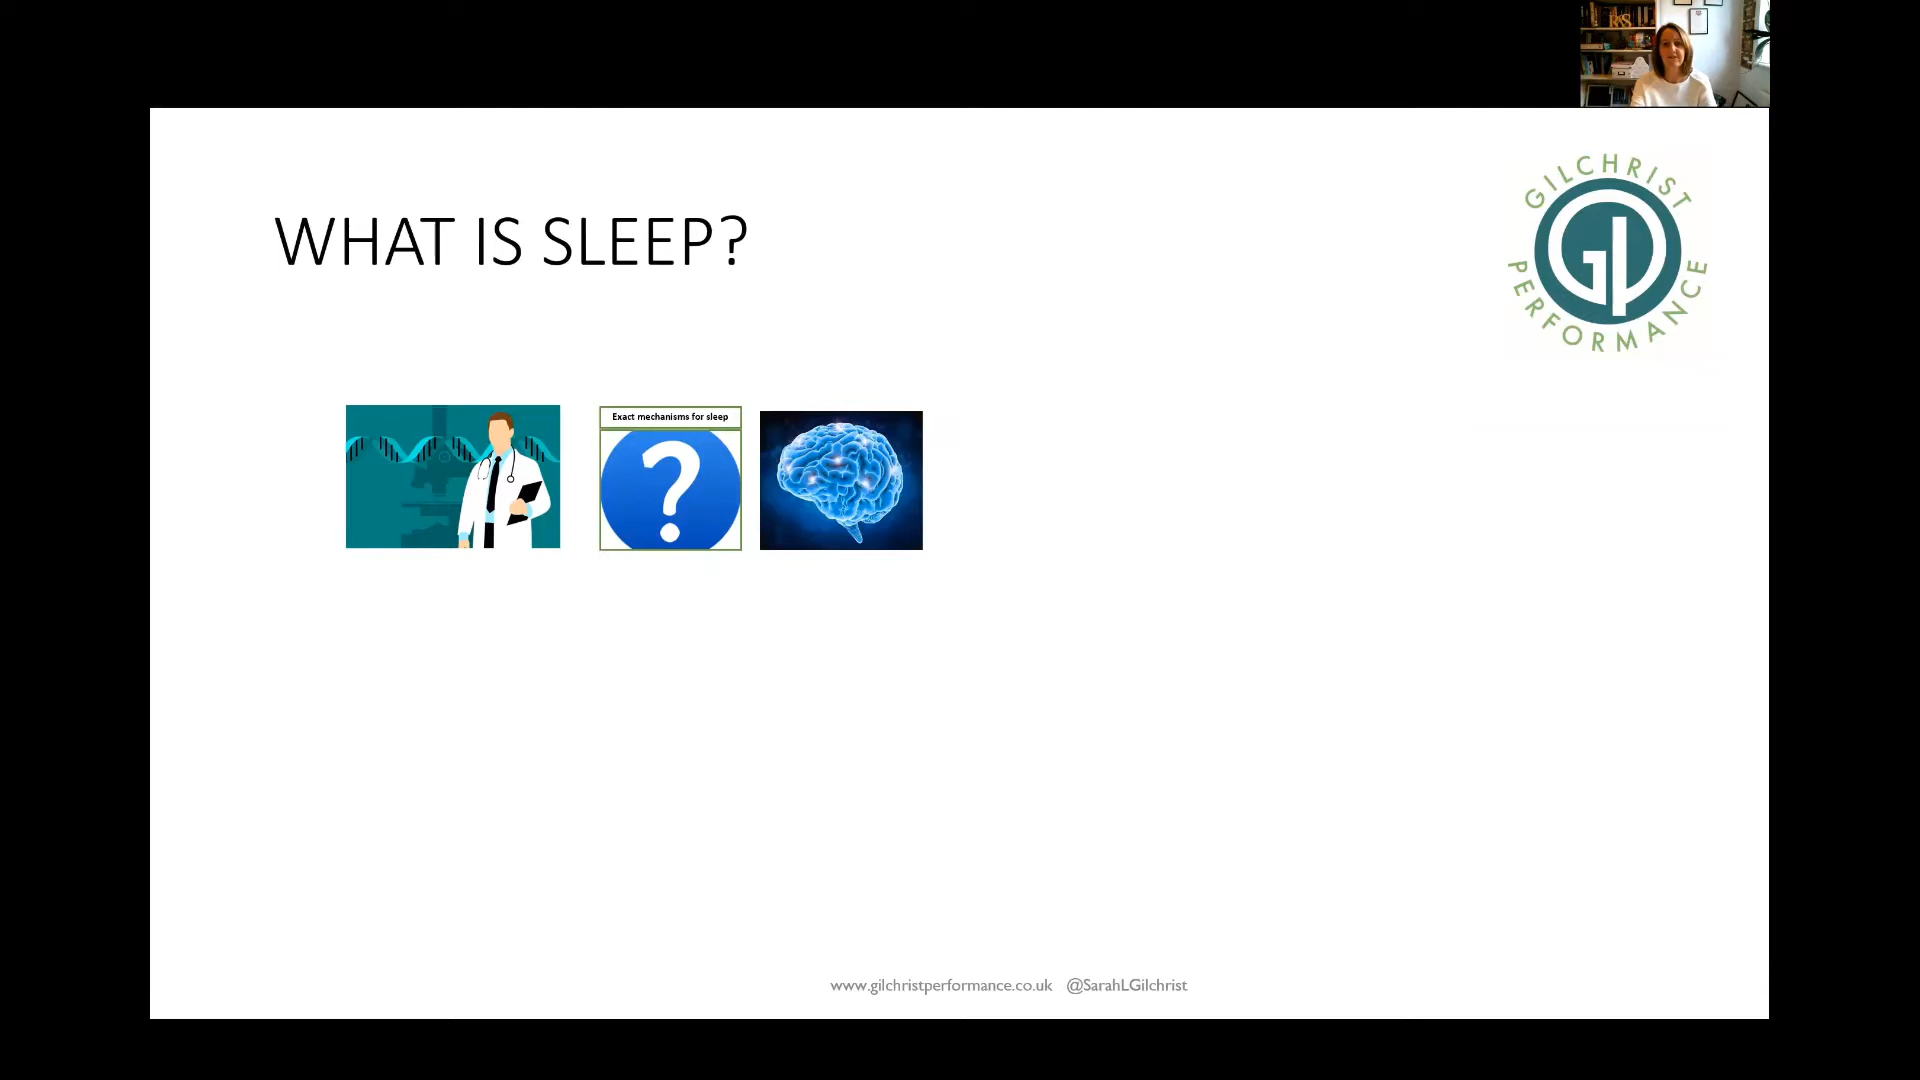 R&S
GILCHRIST
PERFORMANCE
GP
WHAT IS SLEEP?
Exact mechanisms for sleep
?
www.gilchristperformance.co.uk @SarahLGilchrist